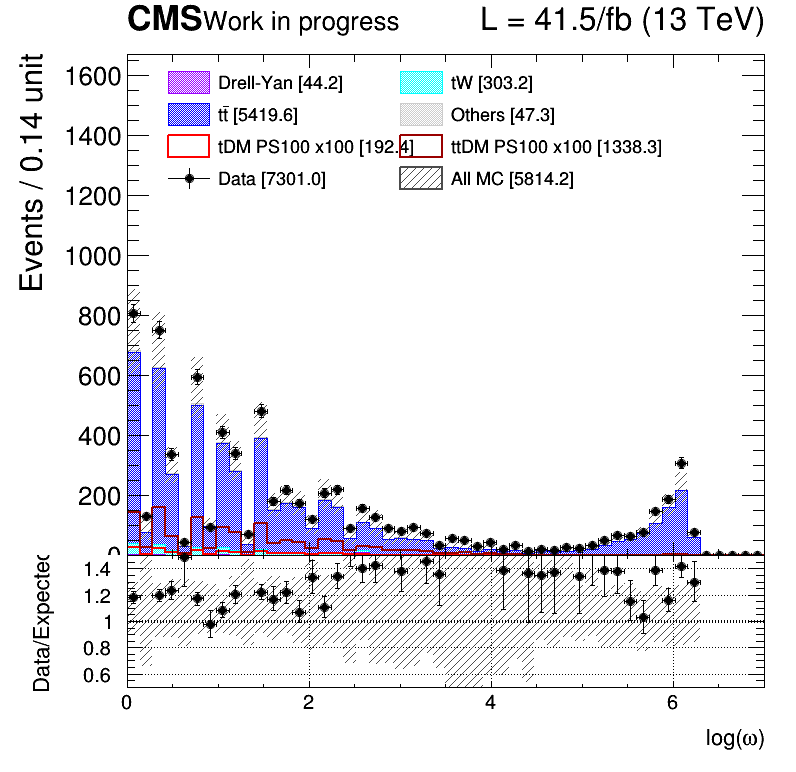 CMS Work in progress L = 41.5/fb (13 TeV)
Events / 0.14 unit
1600
1400
1200
1000
800
600
400
200
0
Drell-Yan [44.2] tW [303.2]
tt̄ [5419.6] Others [47.3]
tDM PS100 x100 [192.4] ttDM PS100 x100 [1338.3]
Data [7301.0] All MC [5814.2]
Data/Expected
1.4
1.2
1
0.8
0.6
0 2 4 6
log(ω)